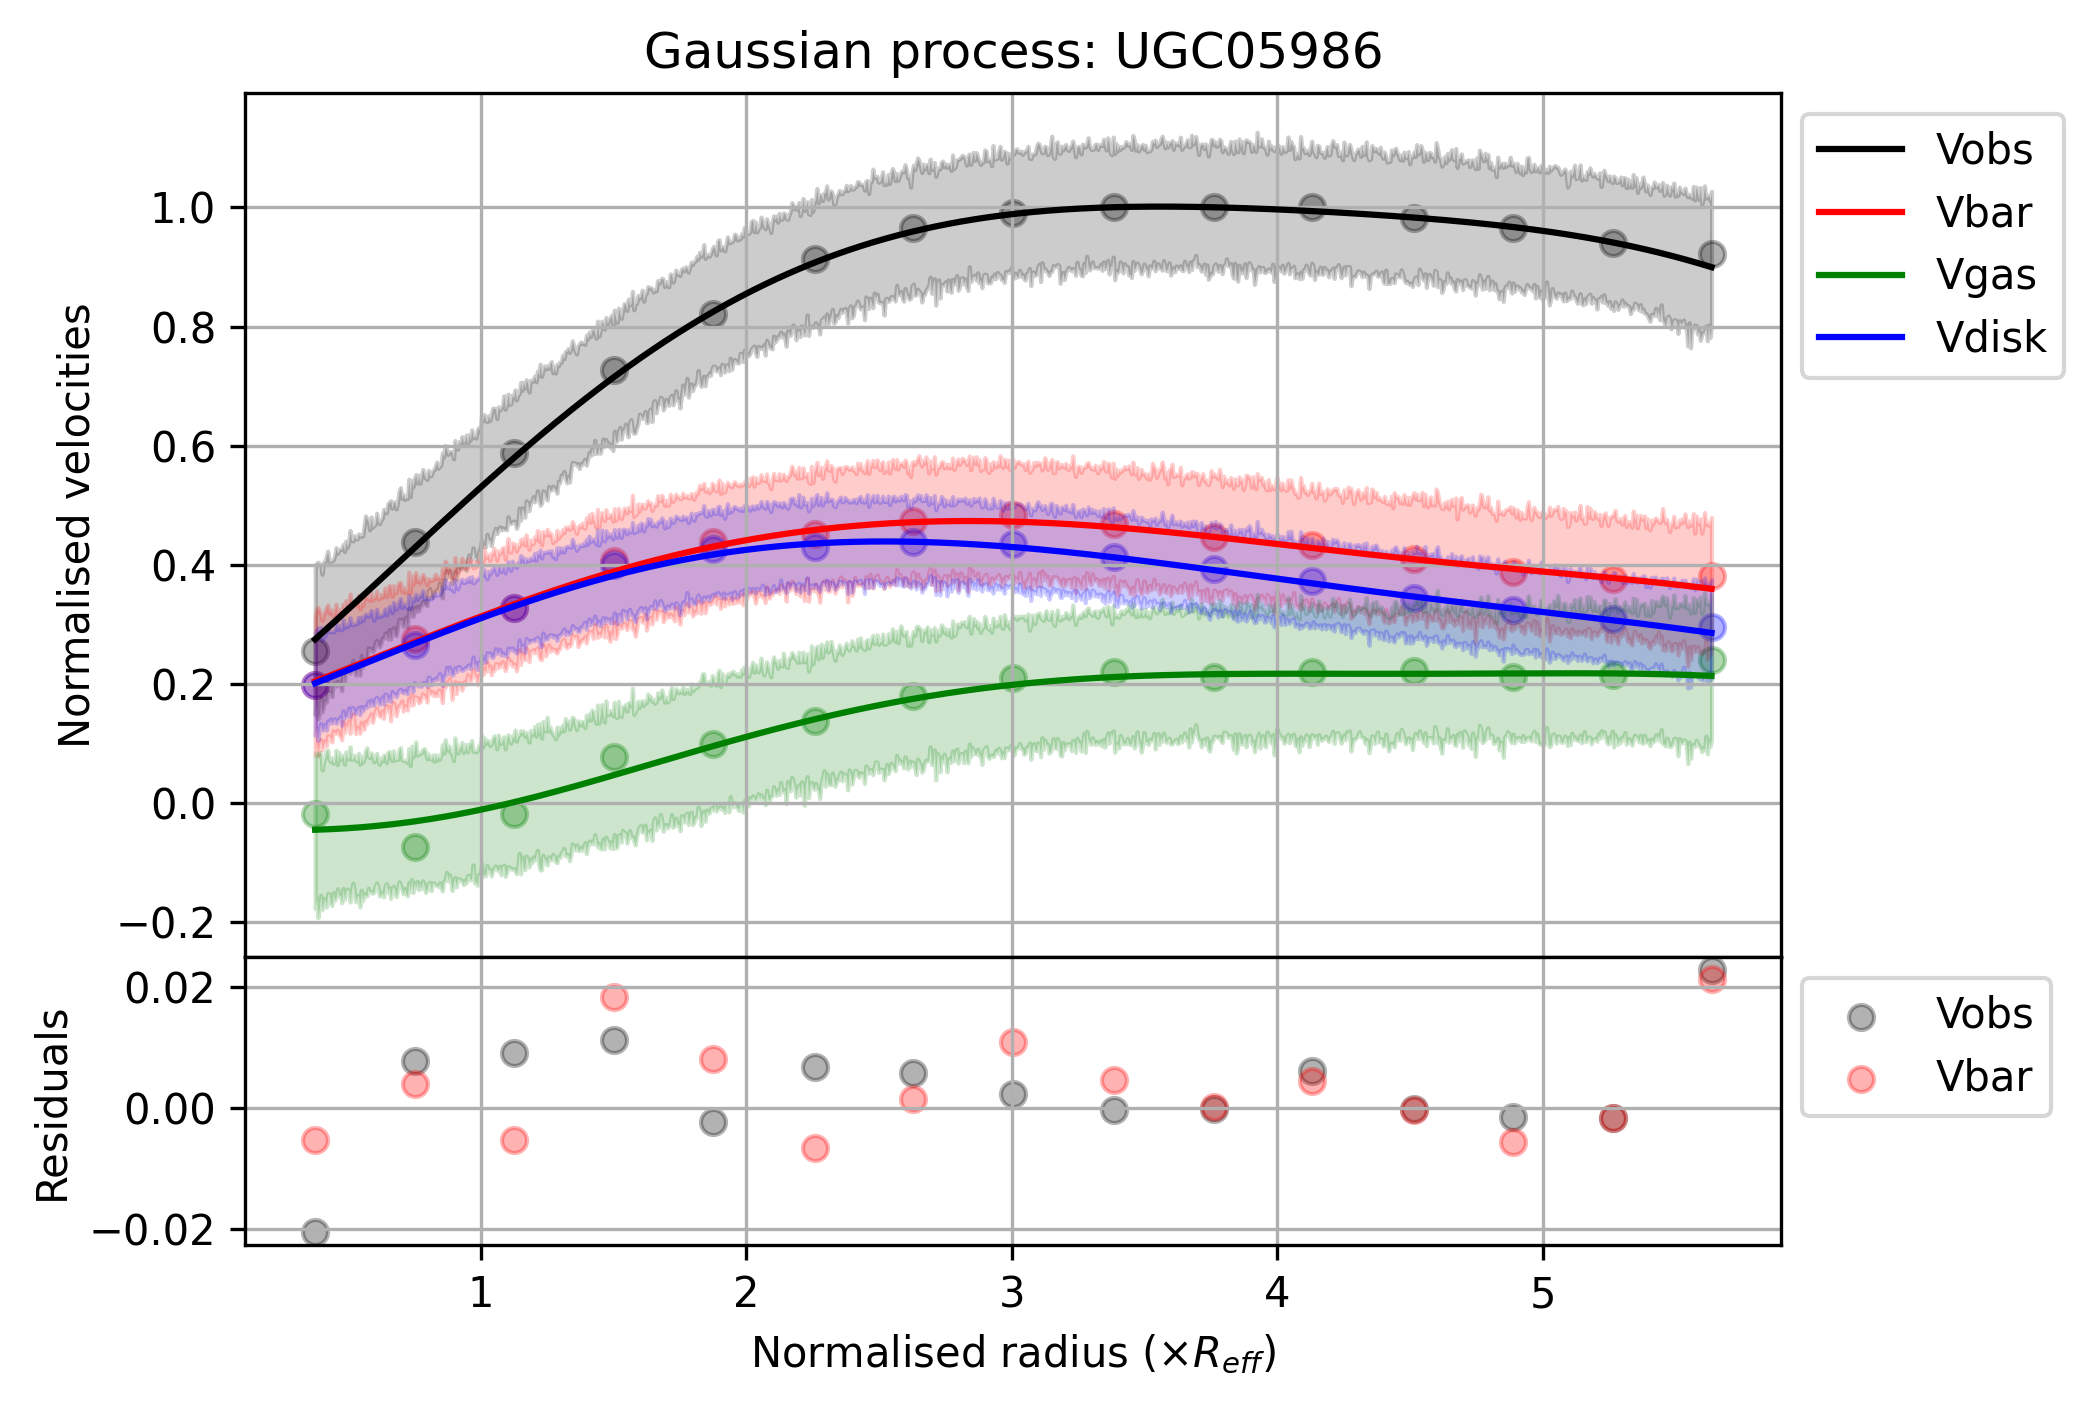 Gaussian process: UGC05986
Normalised velocities
1.0
0.8
0.6
0.4
0.2
0.0
−0.2
Vobs
Vbar
Vgas
Vdisk
Residuals
0.02
0.00
−0.02
Vobs
Vbar
1 2 3 4 5
Normalised radius (×R_eff)